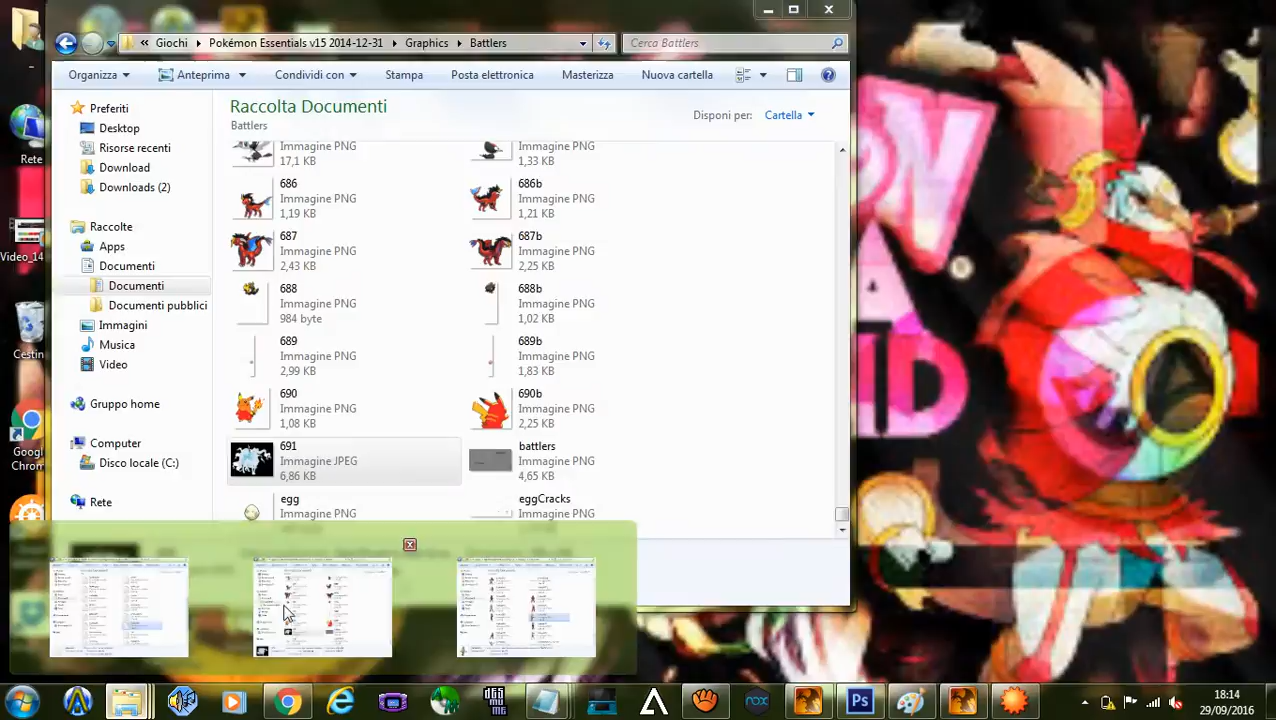 Giochi Pokémon Essentials v15 2014-12-31 Graphics Battlers Cerca Battlers
Organizza Anteprima Condividi con Stampa Posta elettronica Masterizza Nuova cartella
Preferiti
Desktop
Risorse recenti
Download
Downloads (2)
Raccolte
Apps
Documenti
Documenti
Documenti pubblici
Immagini
Musica
Video
Gruppo home
Computer
Disco locale (C:)
Rete
Raccolta Documenti
Battlers
Disponi per: Cartella
Immagine PNG
17,1 KB
Immagine PNG
1,33 KB
686
Immagine PNG
1,19 KB
686b
Immagine PNG
1,21 KB
687
Immagine PNG
2,43 KB
687b
Immagine PNG
2,25 KB
688
Immagine PNG
984 byte
688b
Immagine PNG
1,02 KB
689
Immagine PNG
2,99 KB
689b
Immagine PNG
1,83 KB
690
Immagine PNG
1,08 KB
690b
Immagine PNG
2,25 KB
691
Immagine JPEG
6,86 KB
battlers
Immagine PNG
4,65 KB
egg
Immagine PNG
eggCracks
Immagine PNG
Rete
Video_14
Cestin
Googl
Chrom
ON
A
ID
nox
Ps
18:14
29/09/2016